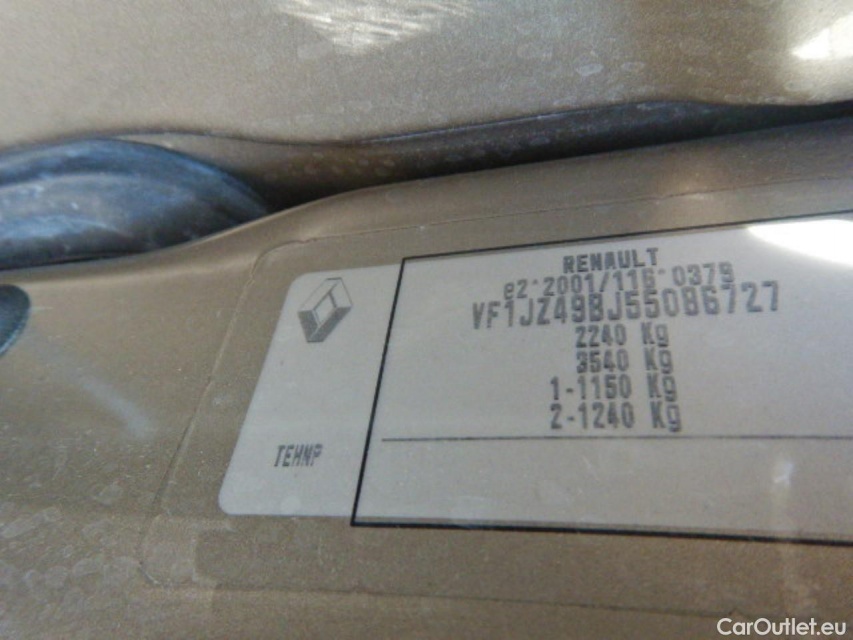 RENAULT
e2*2001/116*0379
VF1JZ49BJ55086727
2240 Kg
3540 Kg
1-1150 Kg
2-1240 Kg
TEHNP
CarOutlet.eu